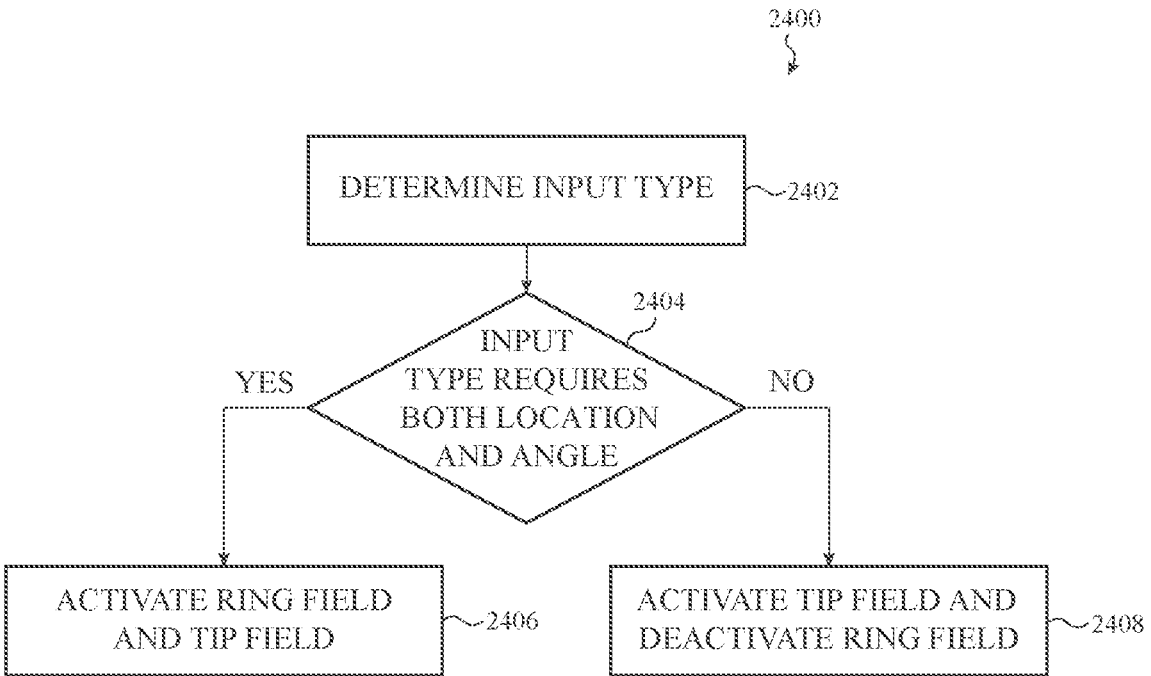 2400
DETERMINE INPUT TYPE
2402
2404
INPUT
TYPE REQUIRES
BOTH LOCATION
AND ANGLE
YES
NO
ACTIVATE RING FIELD
AND TIP FIELD
2406
ACTIVATE TIP FIELD AND
DEACTIVATE RING FIELD
2408